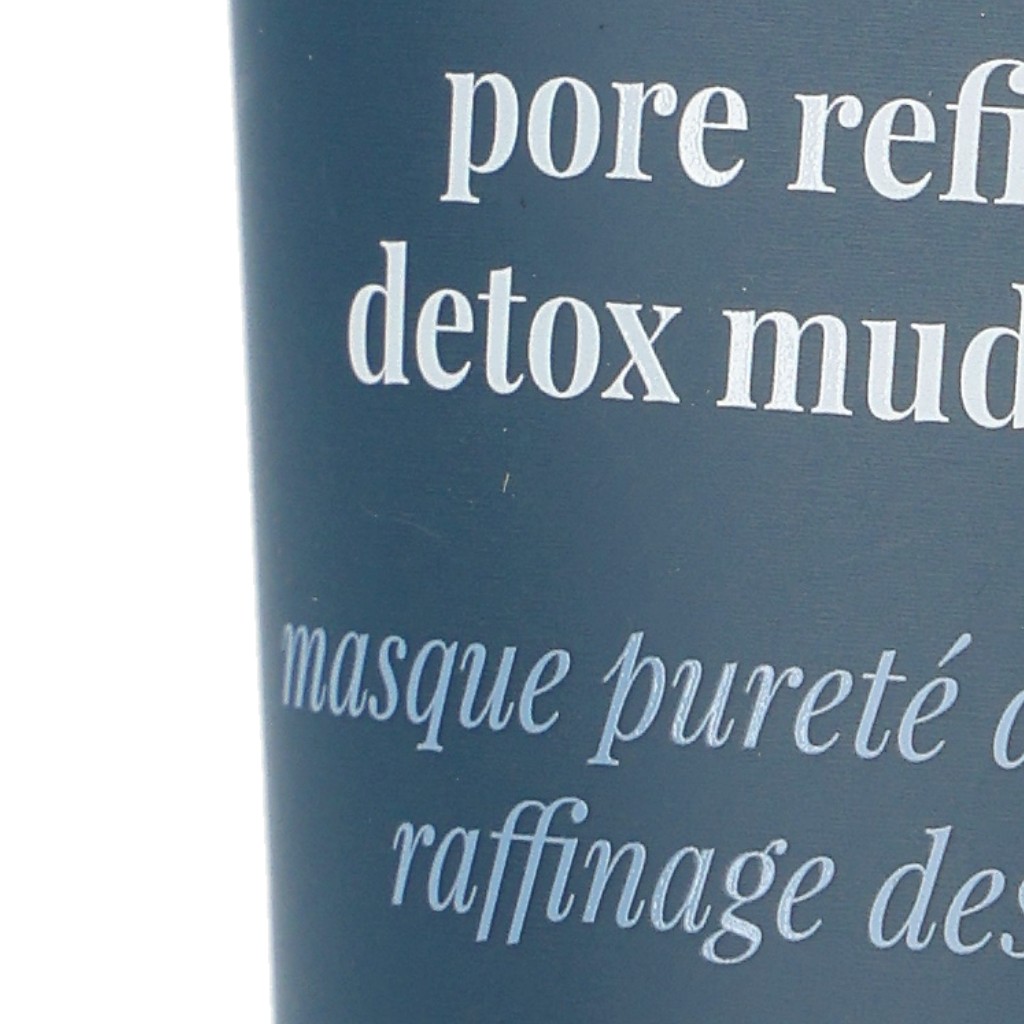 pore refi
detox mud
masque pureté
raffinage des